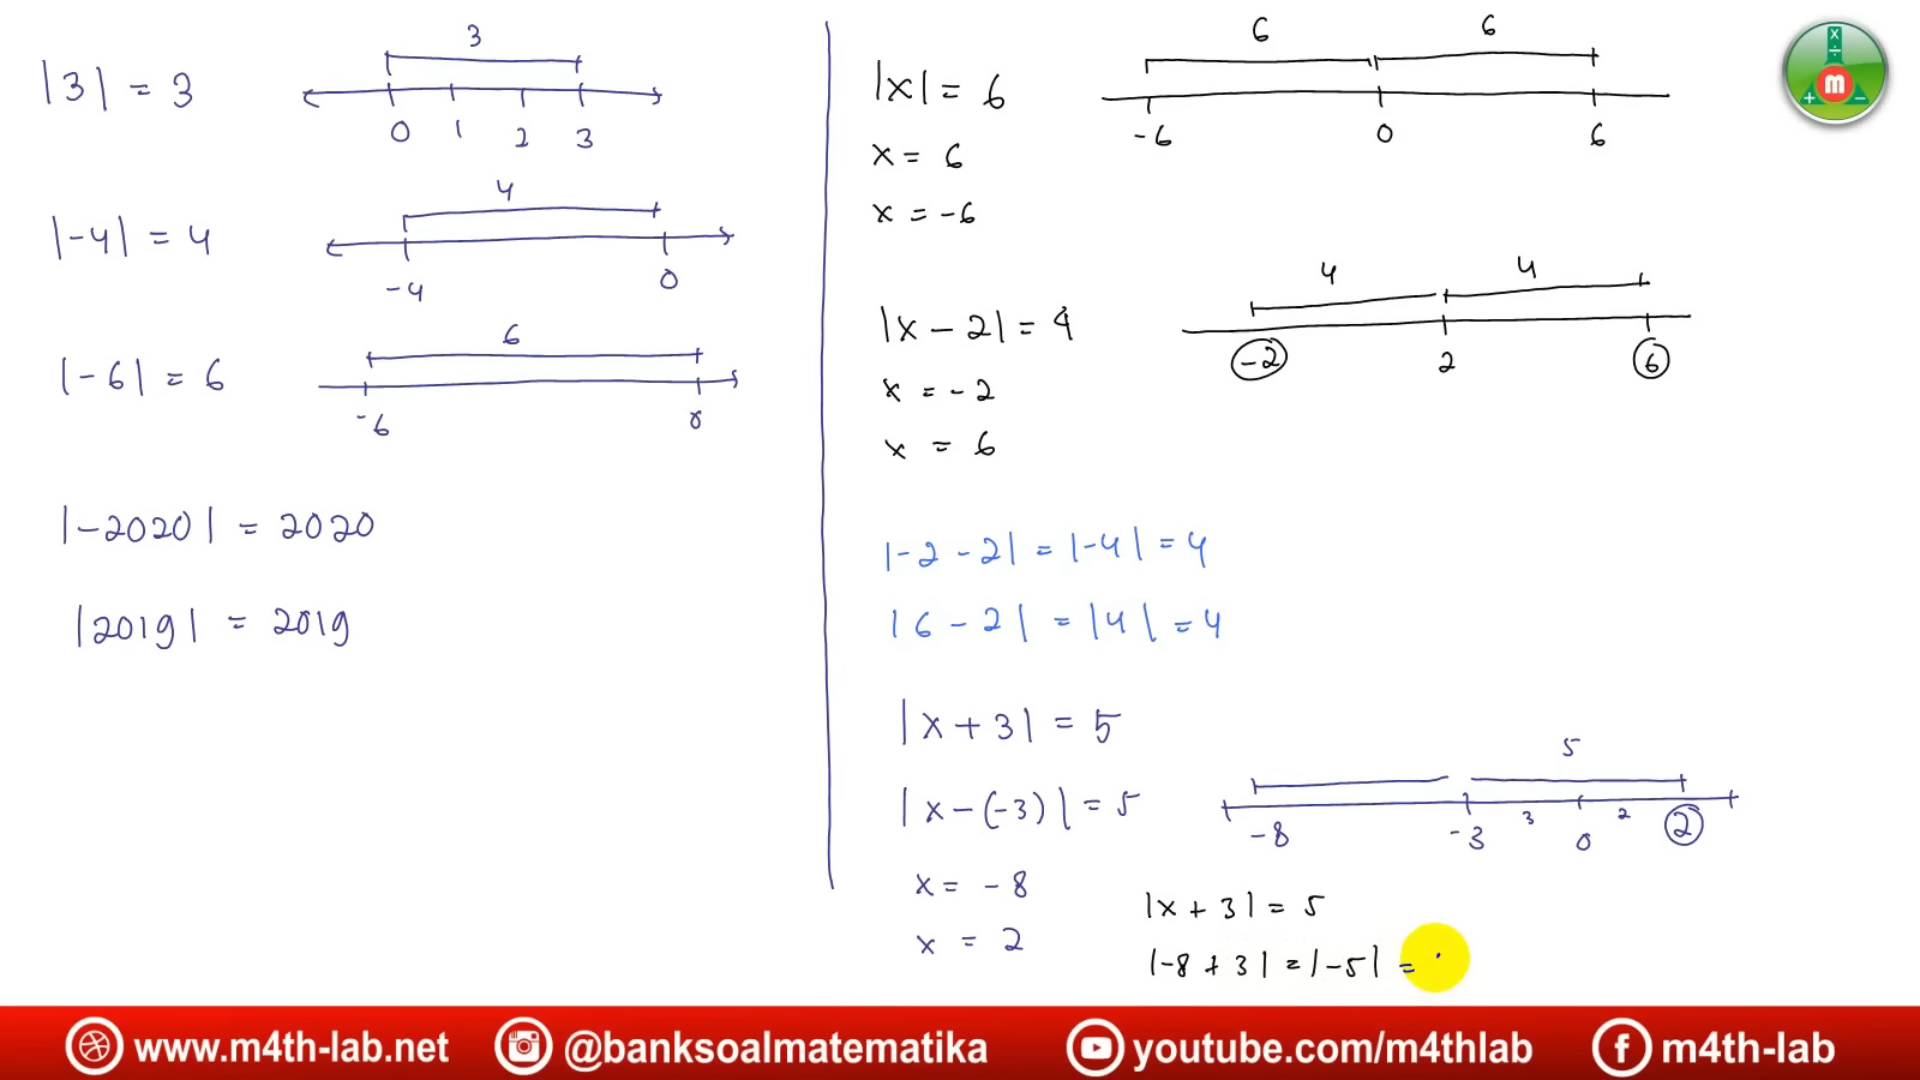 |3| = 3
3
0 1 2 3
|-4| = 4
4
-4 0
|-6| = 6
6
-6 0
|-2020| = 2020
|2019| = 2019
|x| = 6
6 6
-6 0 6
x = 6
x = -6
|x - 2| = 4
4 4
-2 2 6
x = -2
x = 6
|-2 - 2| = |-4| = 4
|6 - 2| = |4| = 4
|x + 3| = 5
|x - (-3)| = 5
5
3 2
-8 -3 0 2
x = -8
x = 2
|x + 3| = 5
|-8 + 3| = |-5| =
x ÷ m + -
www.m4th-lab.net @banksoalmatematika youtube.com/m4thlab m4th-lab